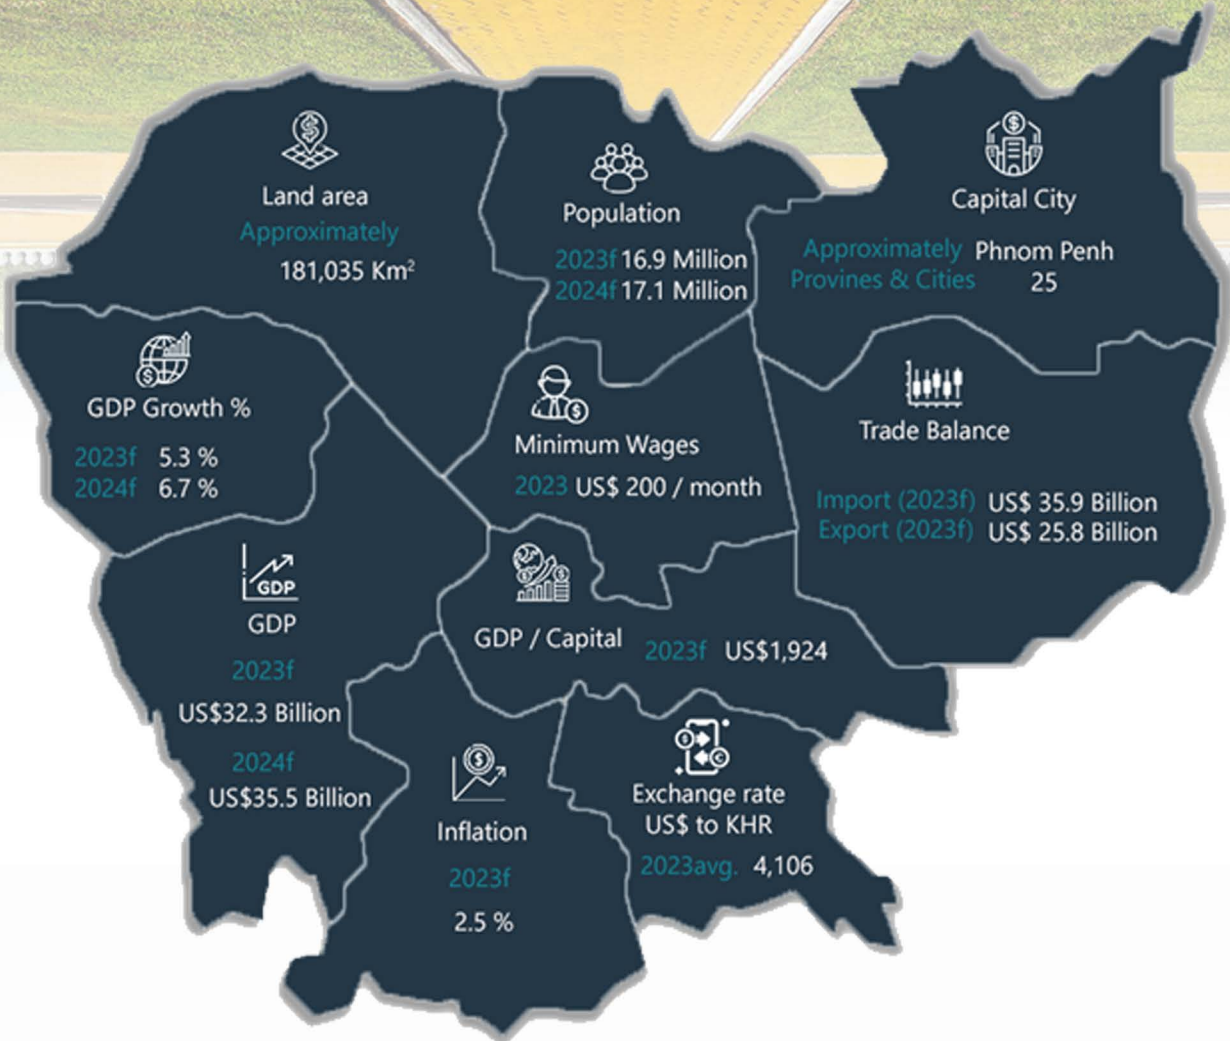 Land area
Approximately
181,035 Km²
Population
2023f 16.9 Million
2024f 17.1 Million
Capital City
Approximately Phnom Penh
Provines & Cities 25
GDP Growth %
2023f 5.3 %
2024f 6.7 %
Minimum Wages
2023 US$ 200 / month
Trade Balance
Import (2023f) US$ 35.9 Billion
Export (2023f) US$ 25.8 Billion
GDP
GDP
2023f
US$32.3 Billion
2024f
US$35.5 Billion
GDP / Capital 2023f US$1,924
Inflation
2023f
2.5 %
Exchange rate
US$ to KHR
2023avg. 4,106